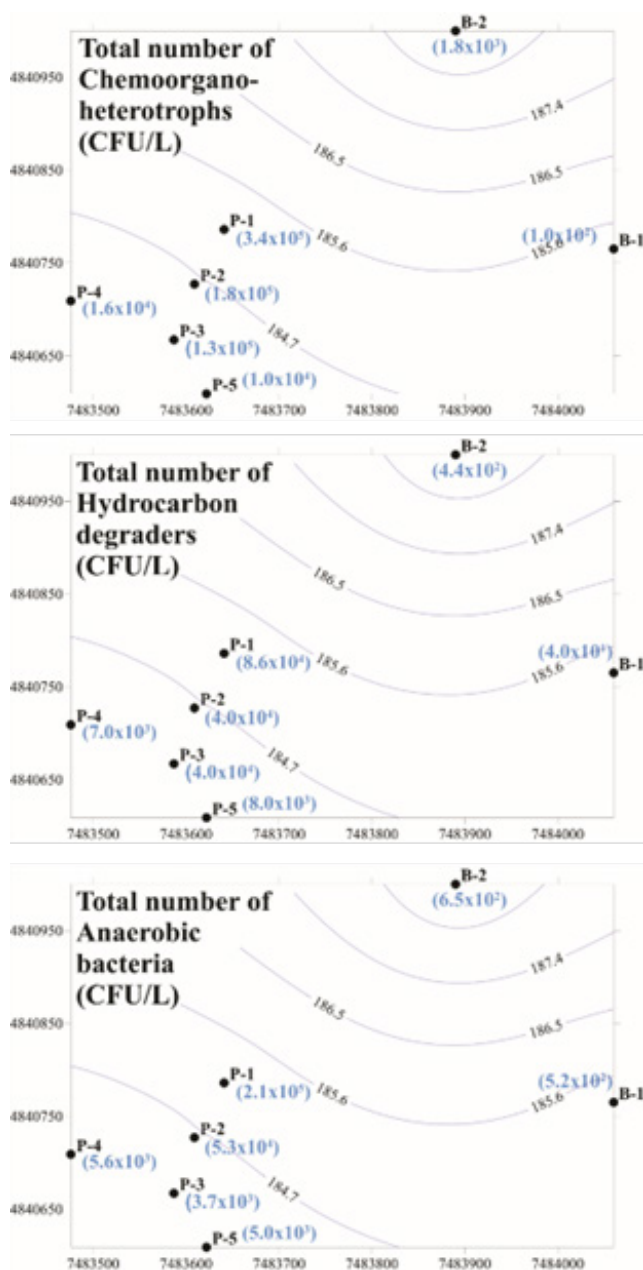 Total number of
Chemoorgano-
heterotrophs
(CFU/L)
B-2
(1.8x10³)
187.4
186.5
186.5
185.6
185.6
184.7
P-1
(3.4x10⁵)
(1.0x10²)
B-1
P-2
(1.8x10⁵)
P-4
(1.6x10⁴)
P-3
(1.3x10⁵)
P-5 (1.0x10⁴)
4840950
4840850
4840750
4840650
7483500 7483600 7483700 7483800 7483900 7484000
Total number of
Hydrocarbon
degraders
(CFU/L)
B-2
(4.4x10²)
187.4
186.5
186.5
185.6
185.6
184.7
P-1
(8.6x10⁴)
B-1
P-2
(4.0x10⁴)
P-4
(7.0x10³)
P-3
(4.0x10⁴)
P-5 (8.0x10³)
4840950
4840850
4840750
4840650
7483500 7483600 7483700 7483800 7483900 7484000
Total number of
Anaerobic
bacteria
(CFU/L)
B-2
(6.5x10²)
187.4
186.5
186.5
185.6
185.6
184.7
P-1
(2.1x10⁵)
(5.2x10²)
B-1
P-2
(5.3x10⁴)
P-4
(5.6x10³)
P-3
(3.7x10³)
P-5 (5.0x10³)
4840950
4840850
4840750
4840650
7483500 7483600 7483700 7483800 7483900 7484000